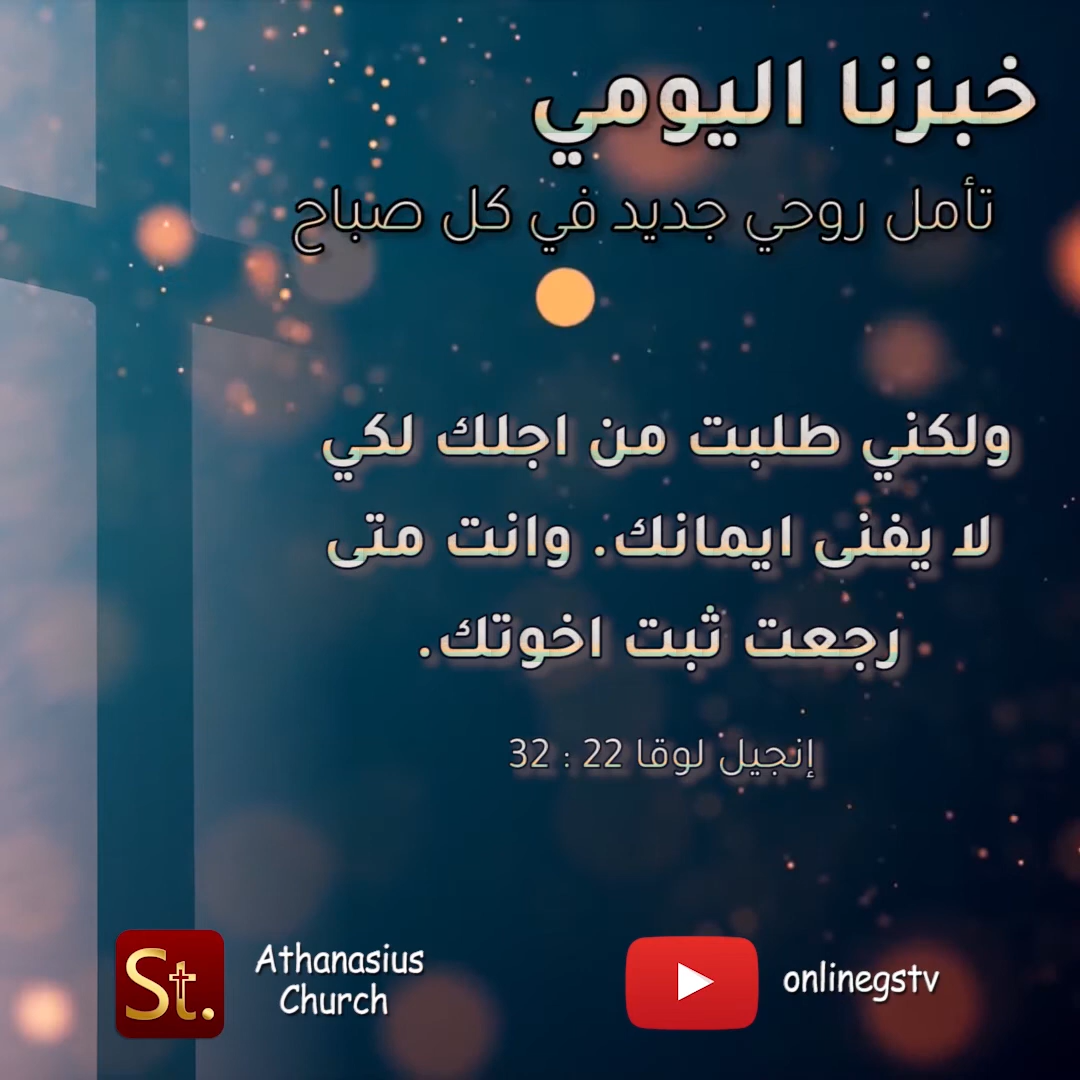 خبزنا اليومي
تأمل روحي جديد في كل صباح
ولكني طلبت من اجلك لكي
لا يفنى ايمانك. وانت متى
رجعت ثبت اخوتك.
إنجيل لوقا 22 : 32
St.
Athanasius
Church
onlinegstv